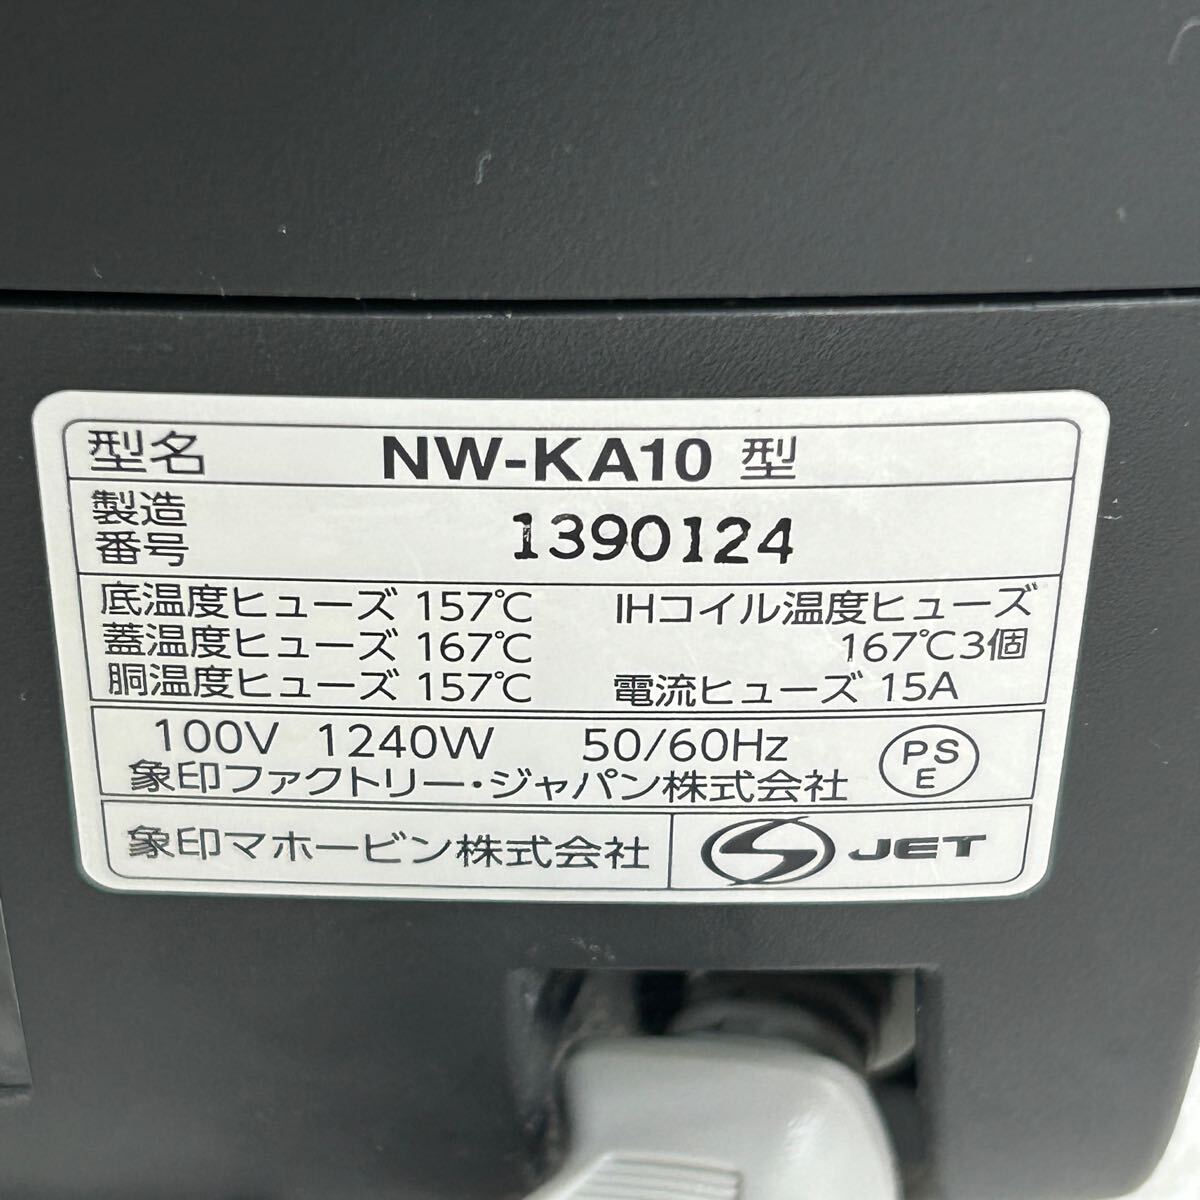 型名 NW-KA10 型
製造
番号 1390124
底温度ヒューズ 157℃ IHコイル温度ヒューズ
蓋温度ヒューズ 167℃ 167℃3個
胴温度ヒューズ 157℃ 電流ヒューズ 15A
100V 1240W 50/60Hz
PS
E
象印ファクトリー・ジャパン株式会社
象印マホービン株式会社 S JET